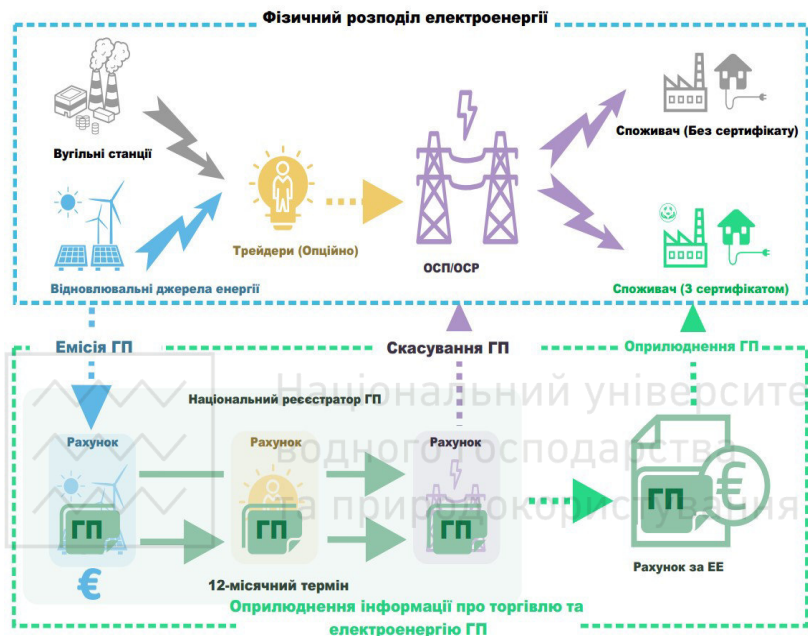 Фізичний розподіл електроенергії
Вугільні станції
Відновлювальні джерела енергії
Трейдери (Опційно)
ОСП/ОСР
Споживач (Без сертифікату)
Споживач (З сертифікатом)
Емісія ГП
Скасування ГП
Оприлюднення ГП
Національний університе
водного господарства
та природокористування
Національний реєєстратор ГП
Рахунок
Рахунок
Рахунок
ГП
ГП
ГП
ГП
€
€
Рахунок за ЕЕ
12-місячний термін
Оприлюднення інформації про торгівлю та
електроенергію ГП